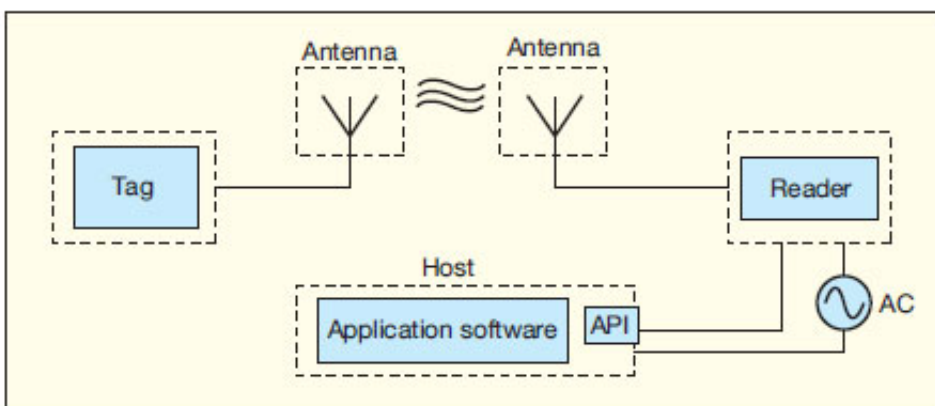 Antenna
Antenna
Tag
Reader
Host
Application software
API
AC